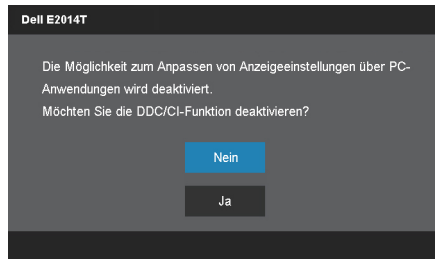 Dell E2014T
Die Möglichkeit zum Anpassen von Anzeigeeinstellungen über PC-
Anwendungen wird deaktiviert.
Möchten Sie die DDC/CI-Funktion deaktivieren?
Nein
Ja